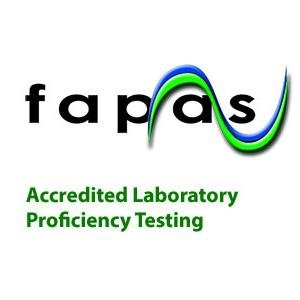 fapas
Accredited Laboratory
Proficiency Testing